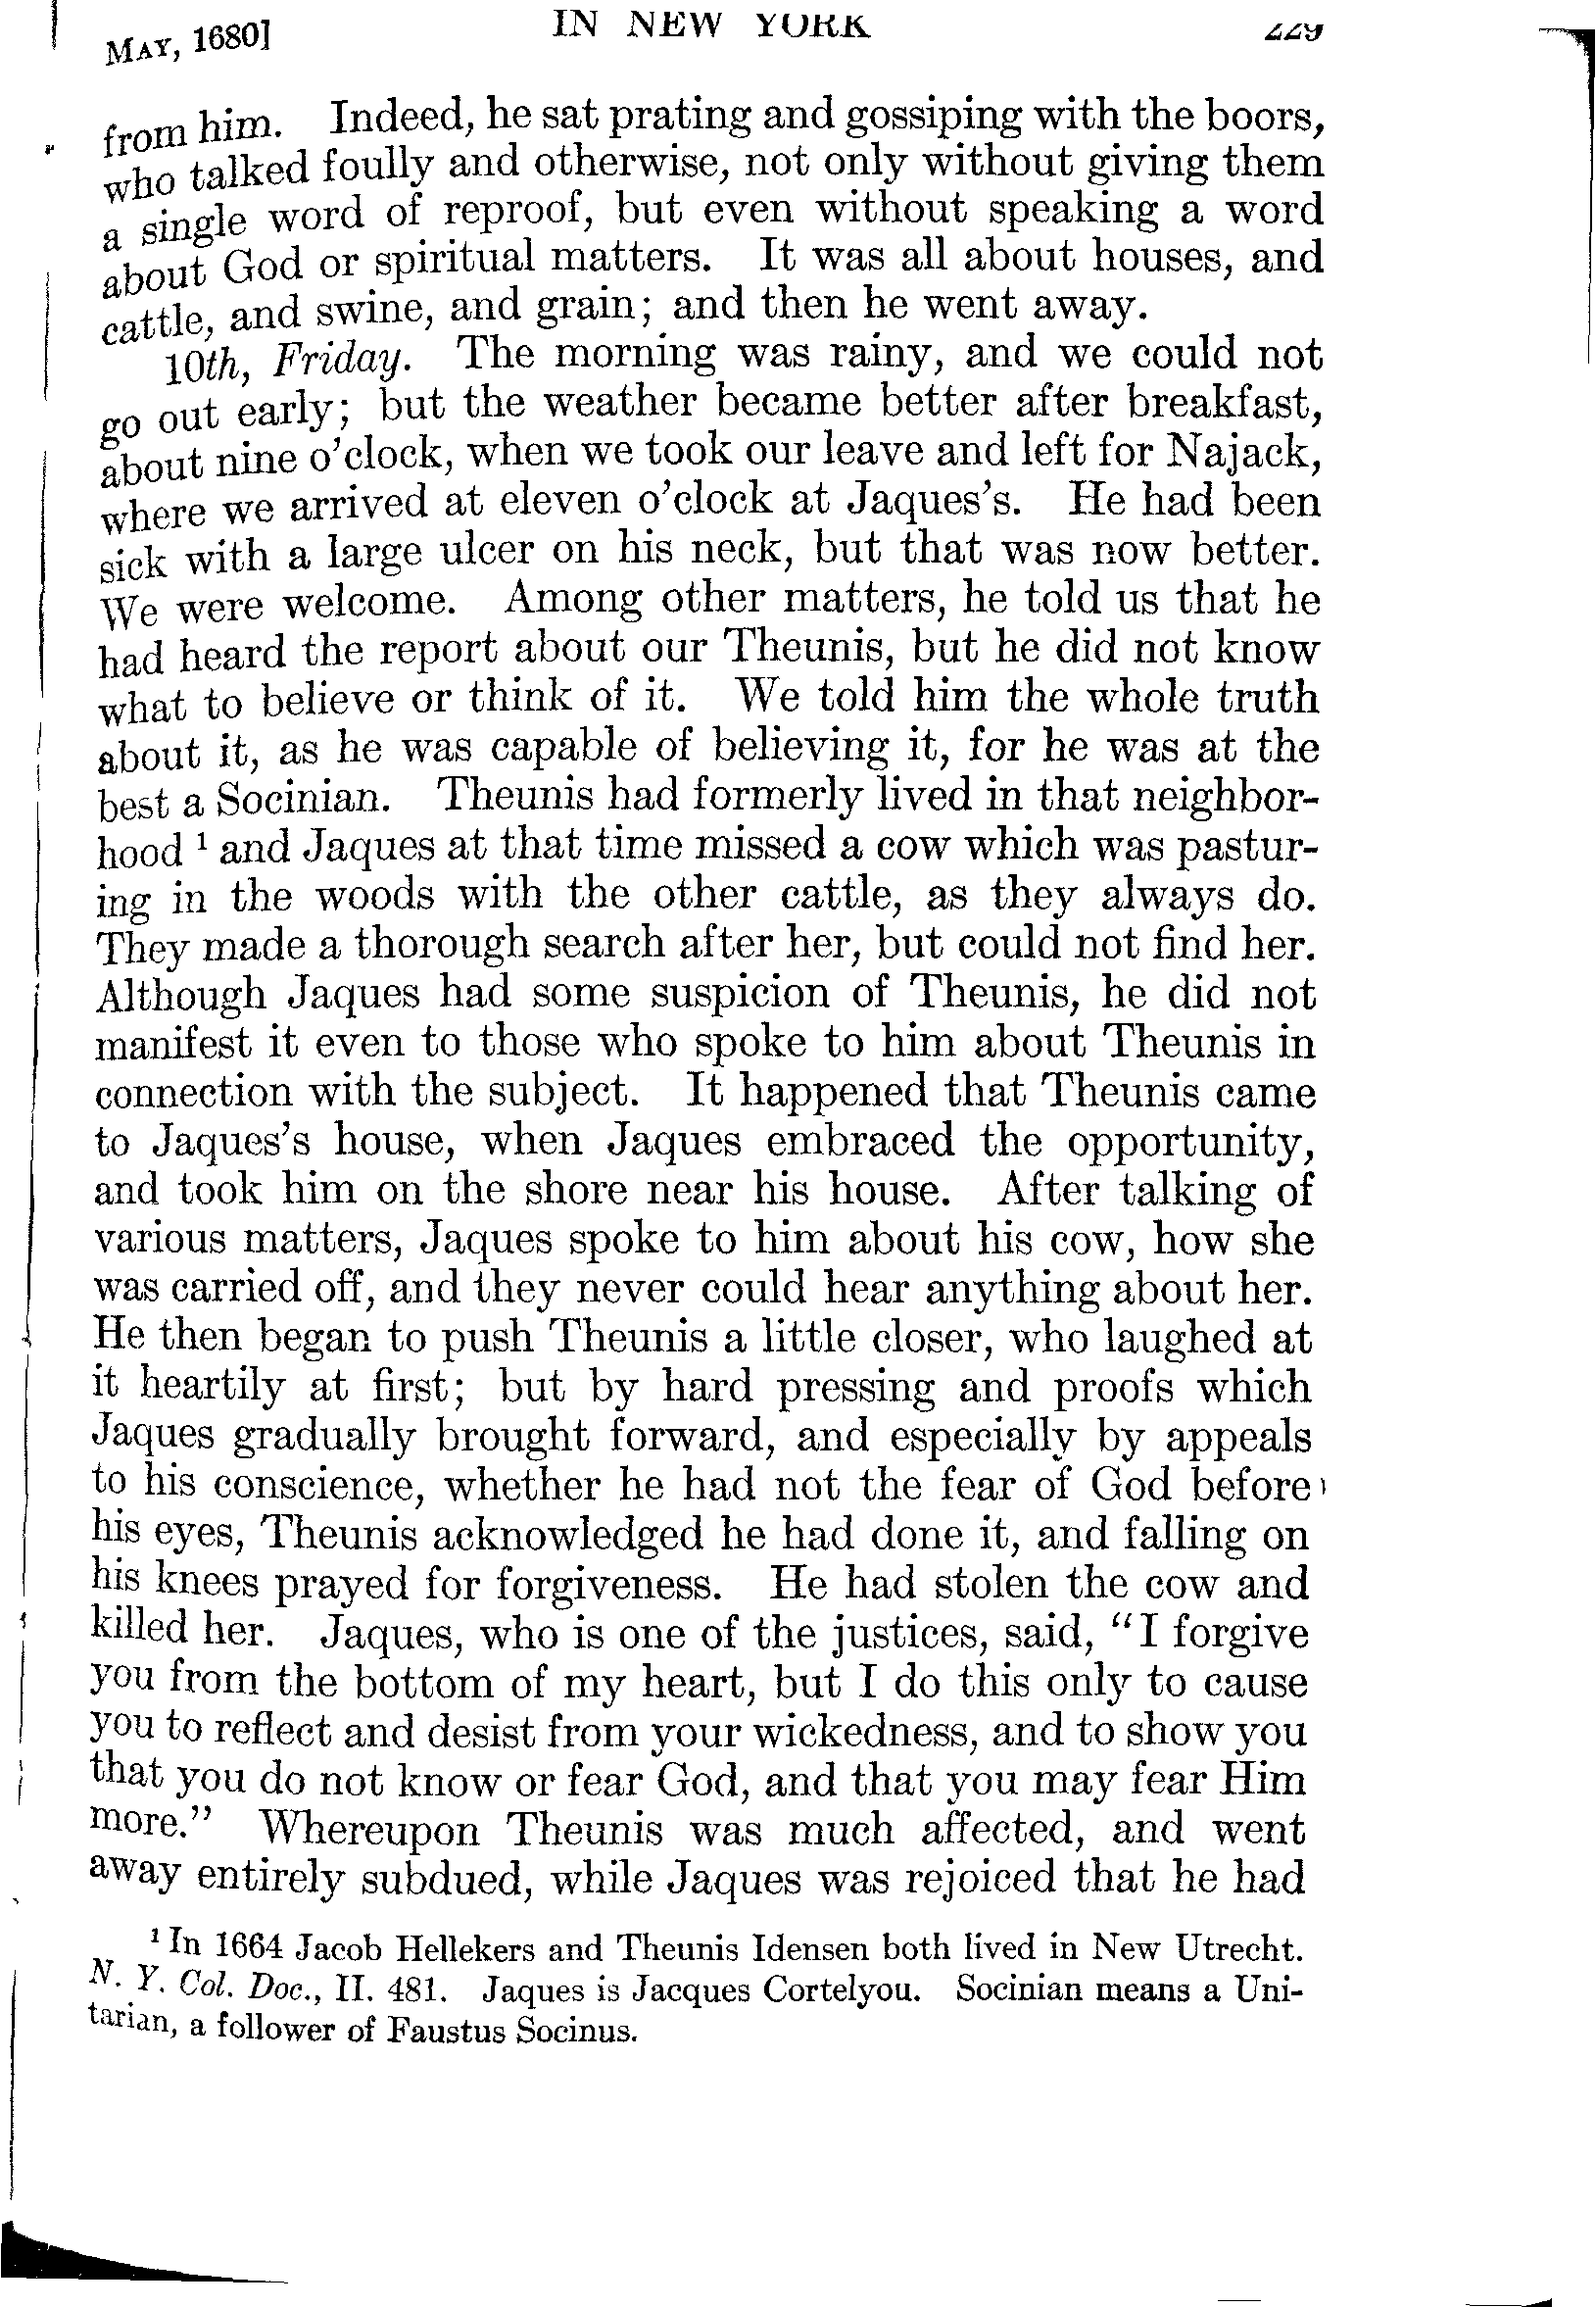 MAY, 1680] IN NEW YORK 229
from him. Indeed, he sat prating and gossiping with the boors,
who talked foully and otherwise, not only without giving them
a single word of reproof, but even without speaking a word
about God or spiritual matters. It was all about houses, and
cattle, and swine, and grain; and then he went away.
10th, Friday. The morning was rainy, and we could not
go out early; but the weather became better after breakfast,
about nine o'clock, when we took our leave and left for Najack,
where we arrived at eleven o'clock at Jaques's. He had been
sick with a large ulcer on his neck, but that was now better.
We were welcome. Among other matters, he told us that he
had heard the report about our Theunis, but he did not know
what to believe or think of it. We told him the whole truth
about it, as he was capable of believing it, for he was at the
best a Socinian. Theunis had formerly lived in that neighbor-
hood ¹ and Jaques at that time missed a cow which was pastur-
ing in the woods with the other cattle, as they always do.
They made a thorough search after her, but could not find her.
Although Jaques had some suspicion of Theunis, he did not
manifest it even to those who spoke to him about Theunis in
connection with the subject. It happened that Theunis came
to Jaques's house, when Jaques embraced the opportunity,
and took him on the shore near his house. After talking of
various matters, Jaques spoke to him about his cow, how she
was carried off, and they never could hear anything about her.
He then began to push Theunis a little closer, who laughed at
it heartily at first; but by hard pressing and proofs which
Jaques gradually brought forward, and especially by appeals
to his conscience, whether he had not the fear of God before
his eyes, Theunis acknowledged he had done it, and falling on
his knees prayed for forgiveness. He had stolen the cow and
killed her. Jaques, who is one of the justices, said, "I forgive
you from the bottom of my heart, but I do this only to cause
you to reflect and desist from your wickedness, and to show you
that you do not know or fear God, and that you may fear Him
more." Whereupon Theunis was much affected, and went
away entirely subdued, while Jaques was rejoiced that he had
¹ In 1664 Jacob Hellekers and Theunis Idensen both lived in New Utrecht.
N. Y. Col. Doc., II. 481. Jaques is Jacques Cortelyou. Socinian means a Uni-
tarian, a follower of Faustus Socinus.